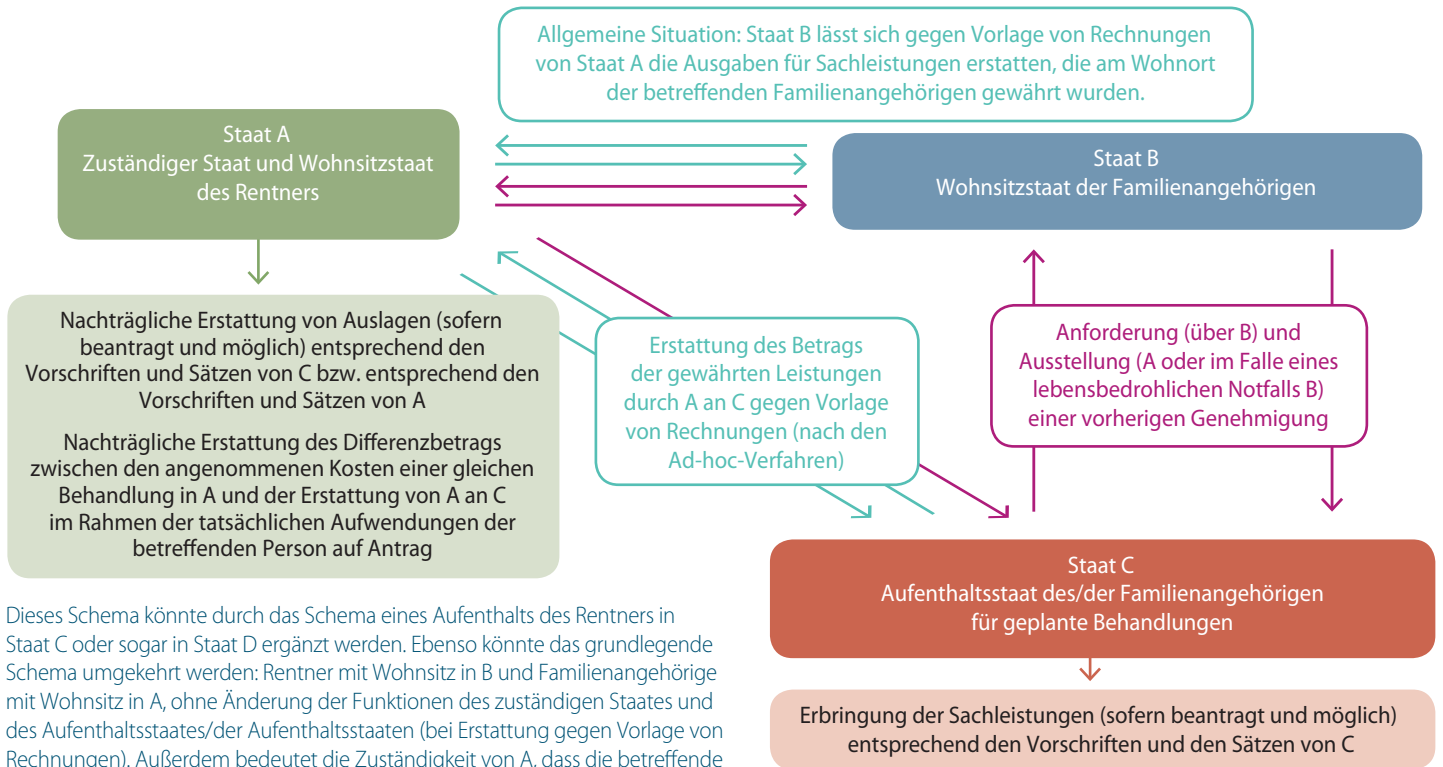 Allgemeine Situation: Staat B lässt sich gegen Vorlage von Rechnungen
von Staat A die Ausgaben für Sachleistungen erstatten, die am Wohnort
der betreffenden Familienangehörigen gewährt wurden.
Staat A
Zuständiger Staat und Wohnsitzstaat
des Rentners
Staat B
Wohnsitzstaat der Familienangehörigen
Nachträgliche Erstattung von Auslagen (sofern
beantragt und möglich) entsprechend den
Vorschriften und Sätzen von C bzw. entsprechend den
Vorschriften und Sätzen von A
Nachträgliche Erstattung des Differenzbetrags
zwischen den angenommenen Kosten einer gleichen
Behandlung in A und der Erstattung von A an C
im Rahmen der tatsächlichen Aufwendungen der
betreffenden Person auf Antrag
Erstattung des Betrags
der gewährten Leistungen
durch A an C gegen Vorlage
von Rechnungen (nach den
Ad-hoc-Verfahren)
Anforderung (über B) und
Ausstellung (A oder im Falle eines
lebensbedrohlichen Notfalls B)
einer vorherigen Genehmigung
Staat C
Aufenthaltsstaat des/der Familienangehörigen
für geplante Behandlungen
Erbringung der Sachleistungen (sofern beantragt und möglich)
entsprechend den Vorschriften und den Sätzen von C
Dieses Schema könnte durch das Schema eines Aufenthalts des Rentners in
Staat C oder sogar in Staat D ergänzt werden. Ebenso könnte das grundlegende
Schema umgekehrt werden: Rentner mit Wohnsitz in B und Familienangehörige
mit Wohnsitz in A, ohne Änderung der Funktionen des zuständigen Staates und
des Aufenthaltsstaates/der Aufenthaltsstaaten (bei Erstattung gegen Vorlage von
Rechnungen). Außerdem bedeutet die Zuständigkeit von A, dass die betreffende